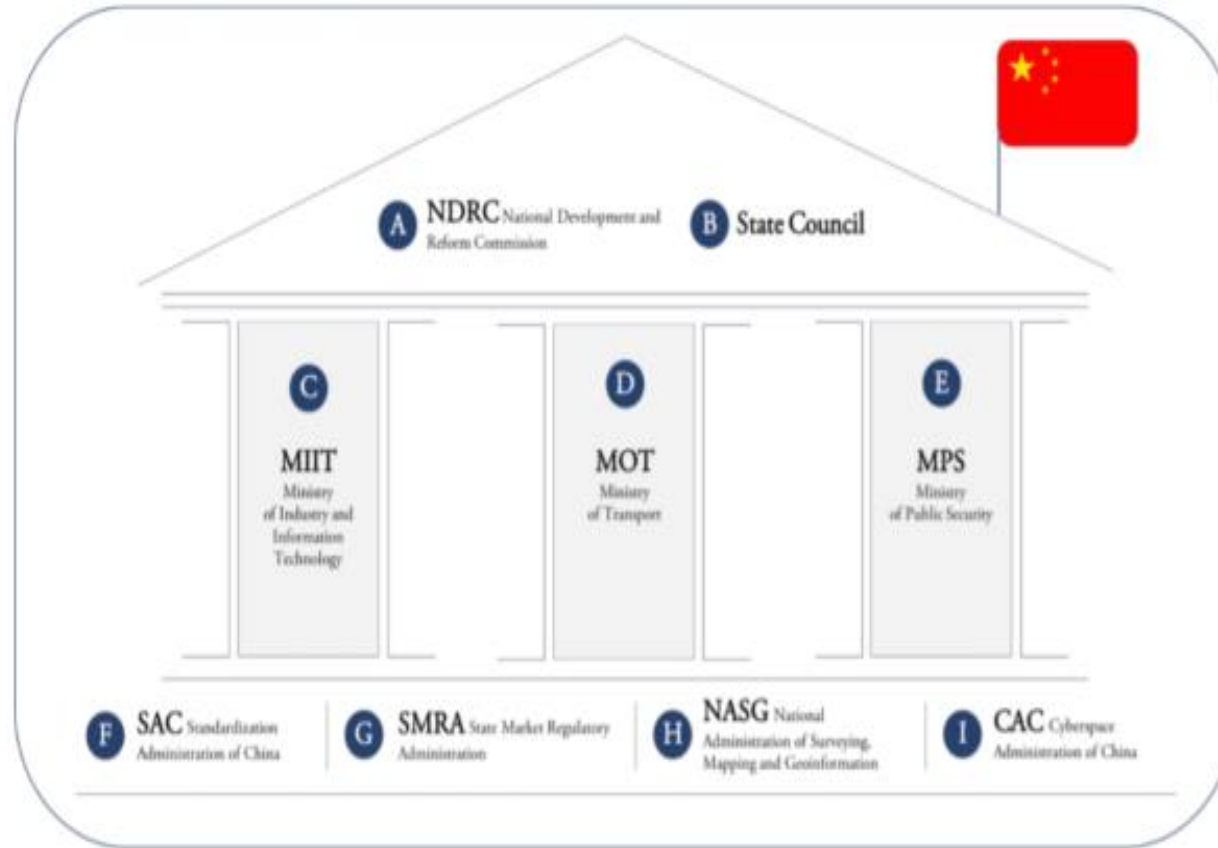 A NDRC National Development and
Reform Commission
B State Council
C
MIIT
Ministry
of Industry and
Information
Technology
D
MOT
Ministry
of Transport
E
MPS
Ministry
of Public Security
F SAC Standardization
Administration of China
G SMRA State Market Regulatory
Administration
H NASG National
Administration of Surveying,
Mapping and Geoinformation
I CAC Cyberspace
Administration of China